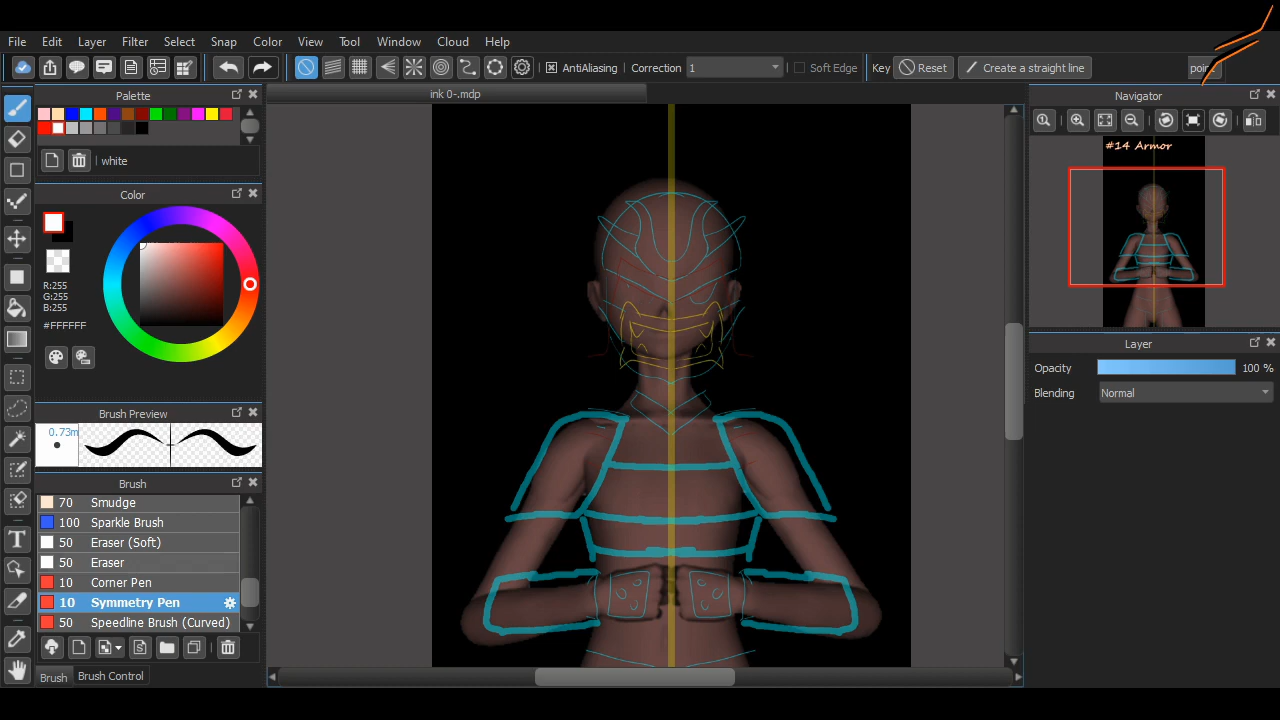 File Edit Layer Filter Select Snap Color View Tool Window Cloud Help
AntiAliasing Correction 1 Soft Edge Key Reset Create a straight line
Palette
white
Color
R:255
G:255
B:255
#FFFFFF
Brush Preview
0.73m
Brush
70 Smudge
100 Sparkle Brush
50 Eraser (Soft)
50 Eraser
10 Corner Pen
10 Symmetry Pen
50 Speedline Brush (Curved)
Brush Brush Control
ink 0-.mdp
Navigator
#14 Armor
Layer
Opacity 100 %
Blending Normal